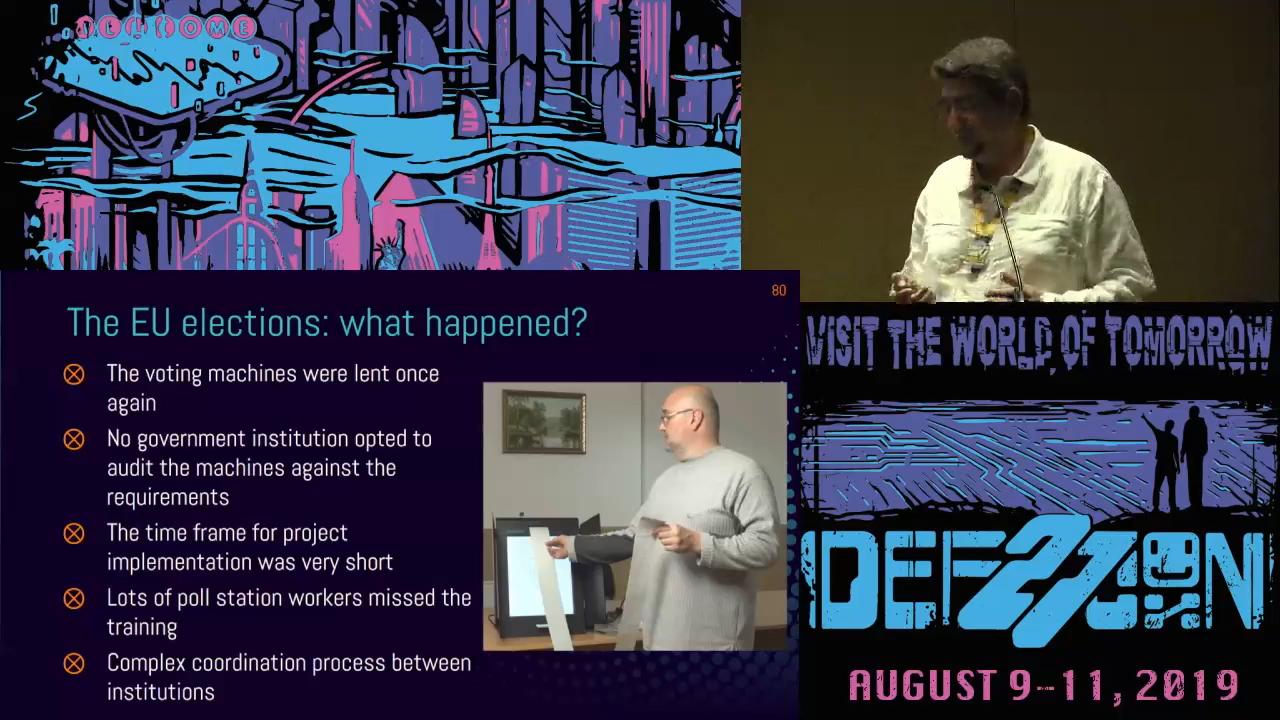 WELCOME
80
The EU elections: what happened?
The voting machines were lent once
again
No government institution opted to
audit the machines against the
requirements
The time frame for project
implementation was very short
Lots of poll station workers missed the
training
Complex coordination process between
institutions
VISIT THE WORLD OF TOMORROW
DEF27CON
AUGUST 9-11, 2019